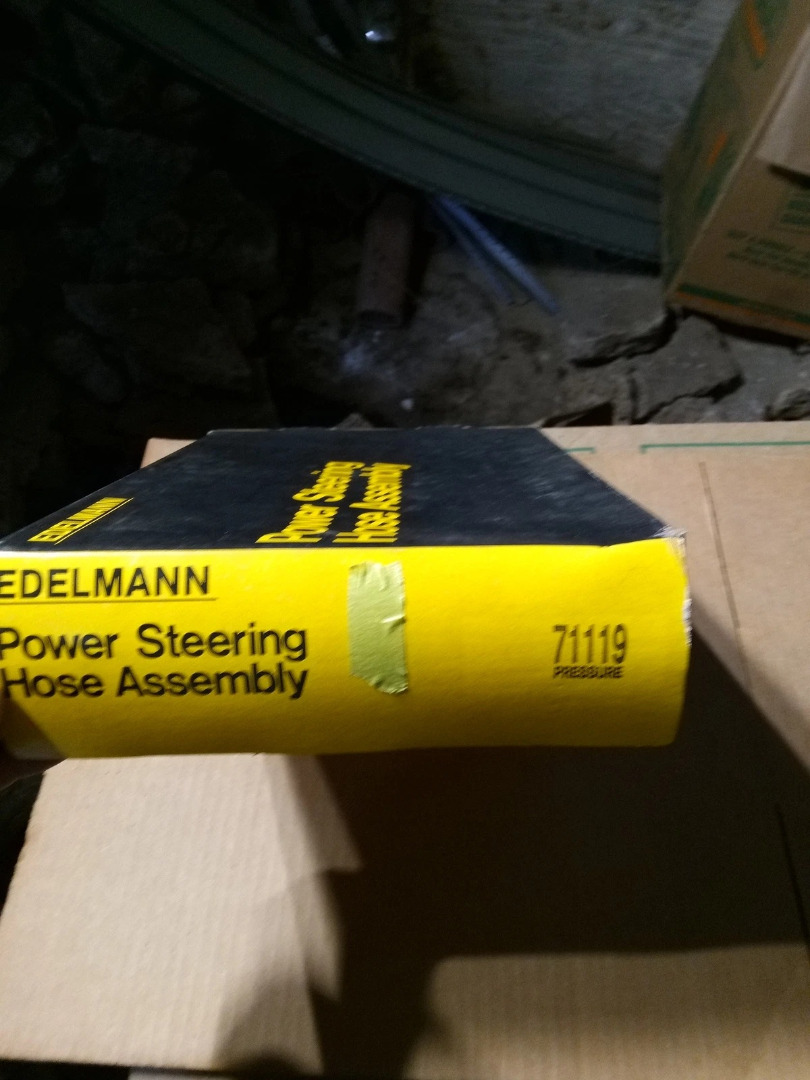 EDELMANN
Power Steering
Hose Assembly
EDELMANN
Power Steering
Hose Assembly
71119
PRESSURE